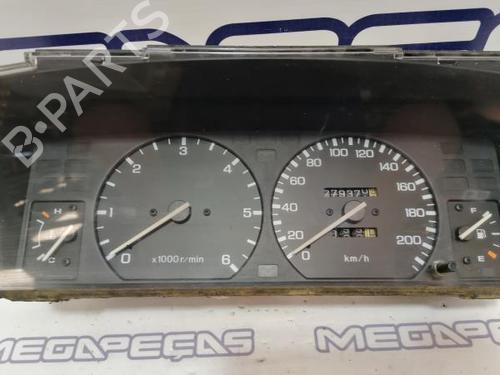 B-PARTS
3
2 4
1 5
0 6
x1000r/min
100 120
80 140
60 160
40 180
20 200
0
km/h
H
C
F
E
MEGAPEÇAS
MEGAPEÇAS